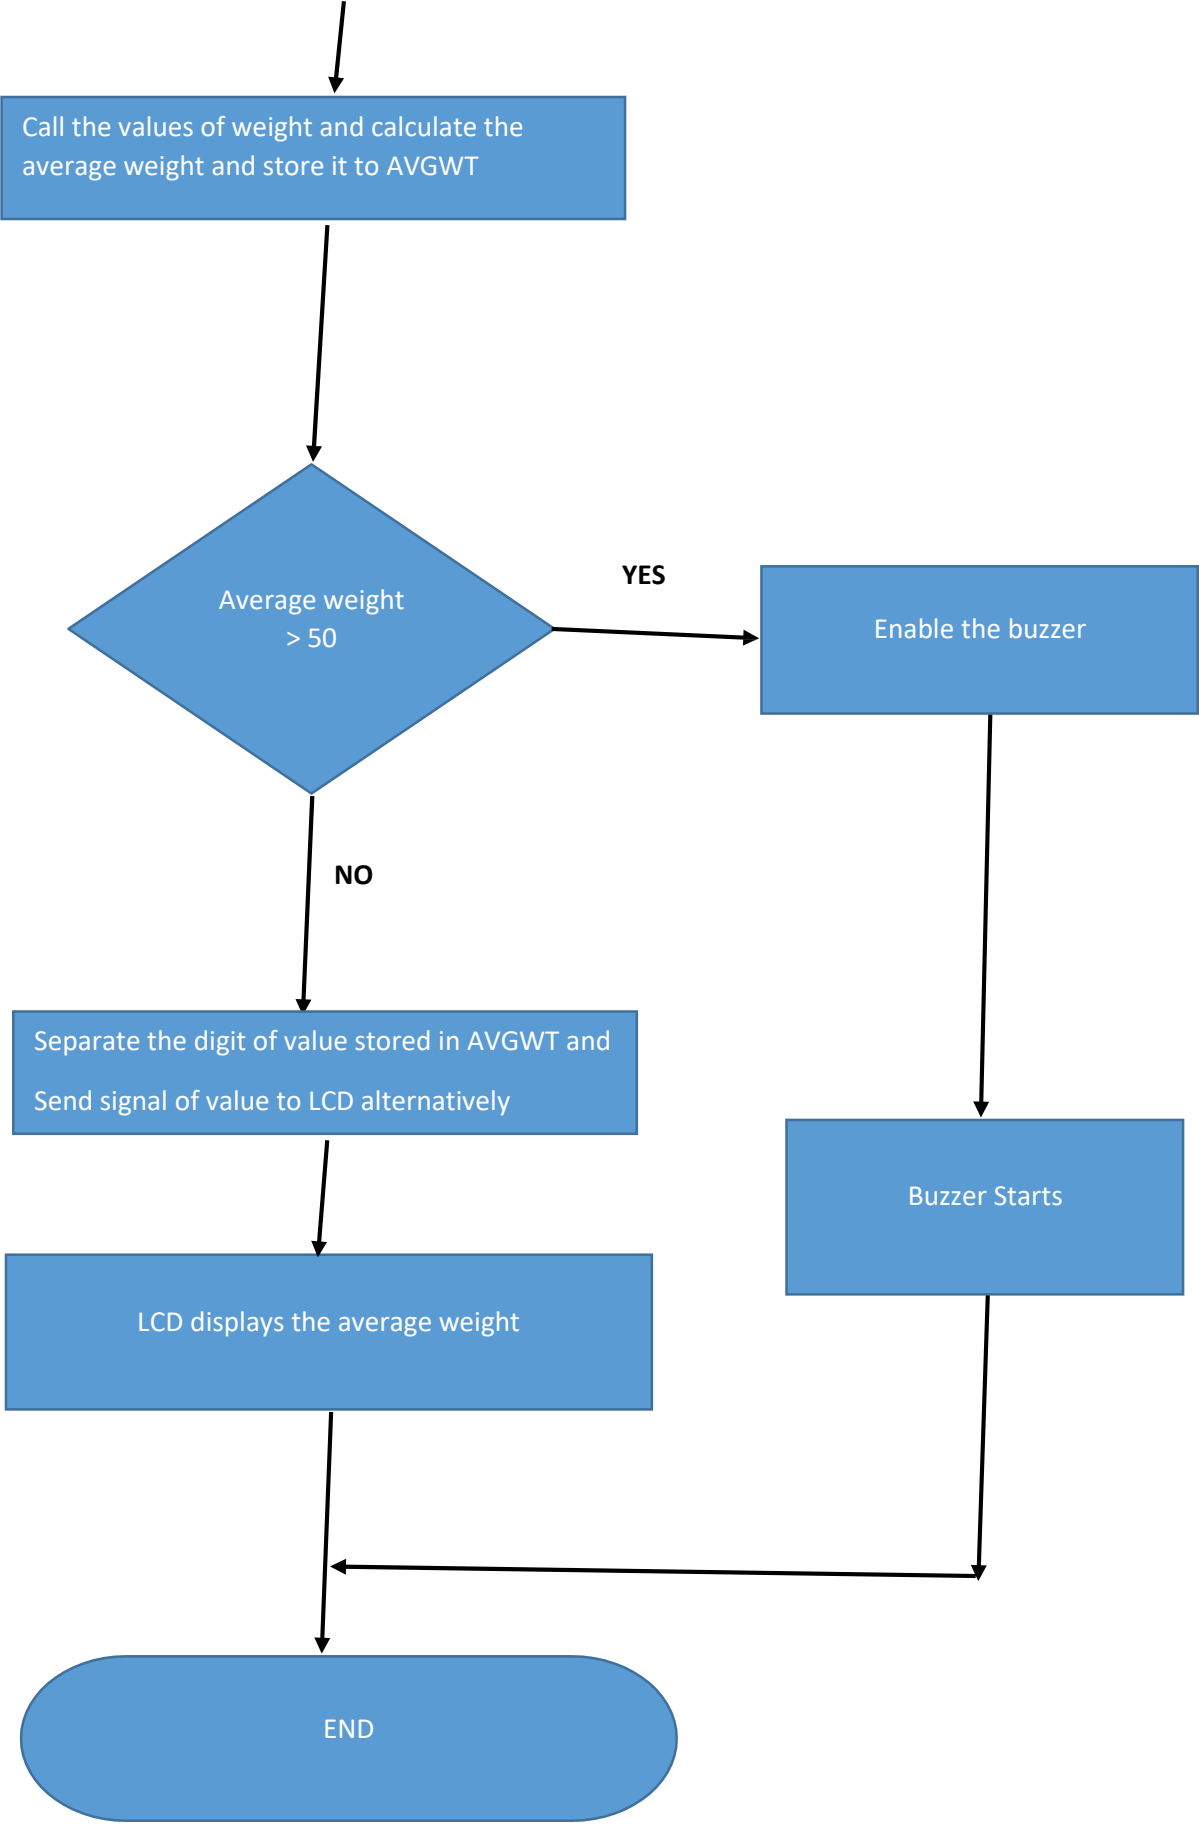 Call the values of weight and calculate the
average weight and store it to AVGWT
Average weight
> 50
YES
Enable the buzzer
NO
Separate the digit of value stored in AVGWT and
Send signal of value to LCD alternatively
Buzzer Starts
LCD displays the average weight
END